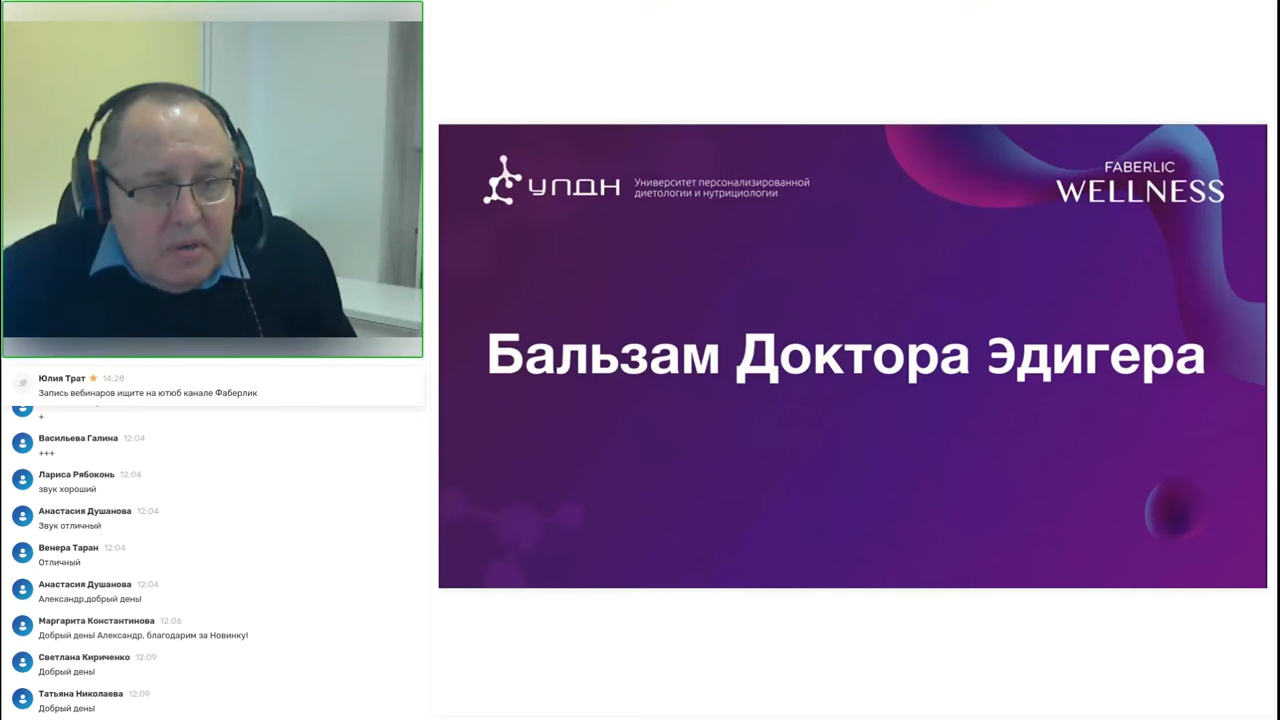 Юлия Трат 14:28
Запись вебинаров ищите на ютюб канале Фаберлик
+
Васильева Галина 12:04
+++
Лариса Рябоконь 12:04
звук хороший
Анастасия Душанова 12:04
Звук отличный
Венера Таран 12:04
Отличный
Анастасия Душанова 12:04
Александр,добрый день!
Маргарита Константинова 12:06
Добрый день! Александр, благодарим за Новинку!
Светлана Кириченко 12:09
Добрый день!
Татьяна Николаева 12:09
Добрый день!
УПДН
Университет персонализированной
диетологии и нутрициологии
FABERLIC
WELLNESS
Бальзам Доктора Эдигера